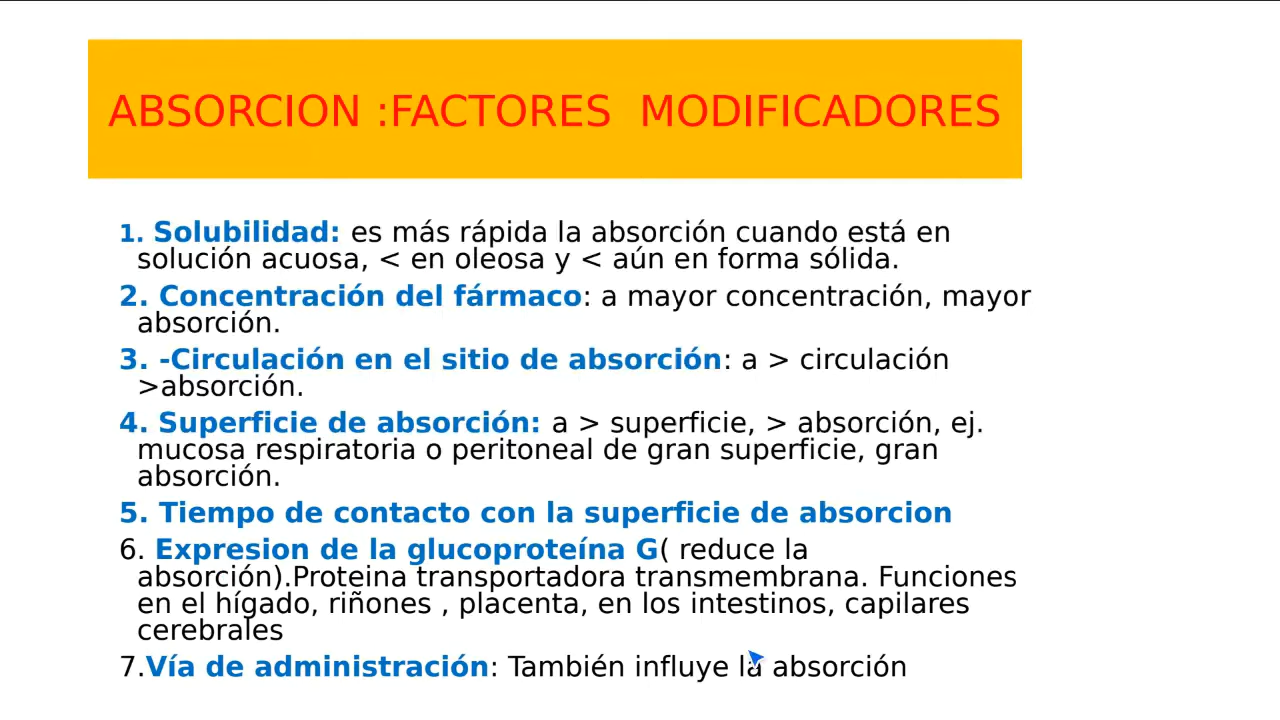 ABSORCION :FACTORES  MODIFICADORES
1. Solubilidad: es más rápida la absorción cuando está en
solución acuosa, < en oleosa y < aún en forma sólida.
2. Concentración del fármaco: a mayor concentración, mayor
absorción.
3. -Circulación en el sitio de absorción: a > circulación
>absorción.
4. Superficie de absorción: a > superficie, > absorción, ej.
mucosa respiratoria o peritoneal de gran superficie, gran
absorción.
5. Tiempo de contacto con la superficie de absorcion
6. Expresion de la glucoproteína G( reduce la
absorción).Proteina transportadora transmembrana. Funciones
en el hígado, riñones , placenta, en los intestinos, capilares
cerebrales
7.Vía de administración: También influye la absorción